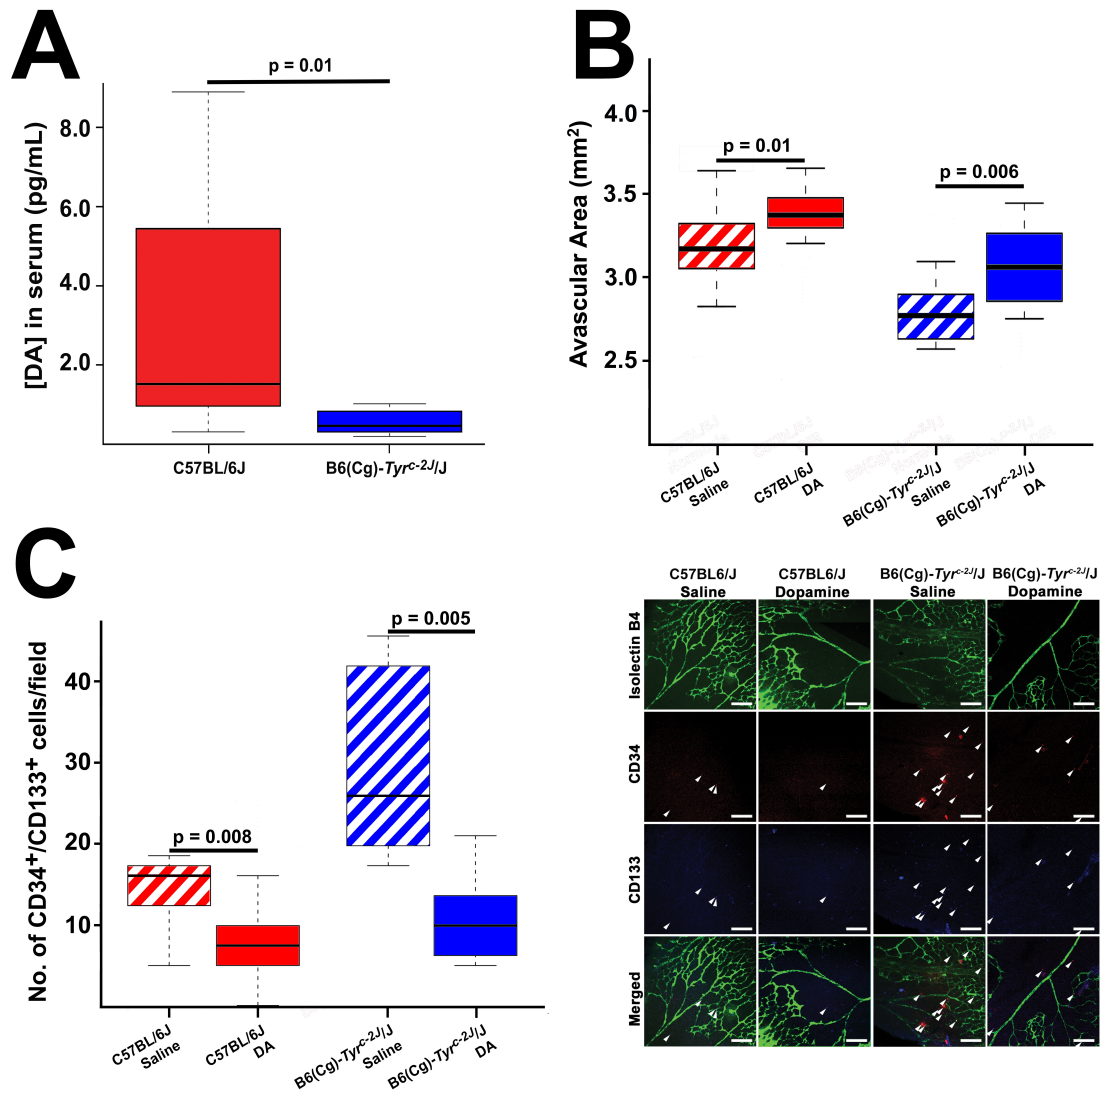 A
p = 0.01
[DA] in serum (pg/mL)
8.0
6.0
4.0
2.0
C57BL/6J
B6(Cg)-Tyrc-2J/J
B
Avascular Area (mm2)
4.0
3.5
3.0
2.5
p = 0.01
p = 0.006
C57BL/6J
Saline
C57BL/6J
DA
B6(Cg)-Tyrc-2J/J
Saline
B6(Cg)-Tyrc-2J/J
DA
C
No. of CD34+/CD133+ cells/field
40
30
20
10
p = 0.008
p = 0.005
C57BL/6J
Saline
C57BL/6J
DA
B6(Cg)-Tyrc-2J/J
Saline
B6(Cg)-Tyrc-2J/J
DA
C57BL6/J
Saline
C57BL6/J
Dopamine
B6(Cg)-Tyrc-2J/J
Saline
B6(Cg)-Tyrc-2J/J
Dopamine
Isolectin B4
CD34
CD133
Merged